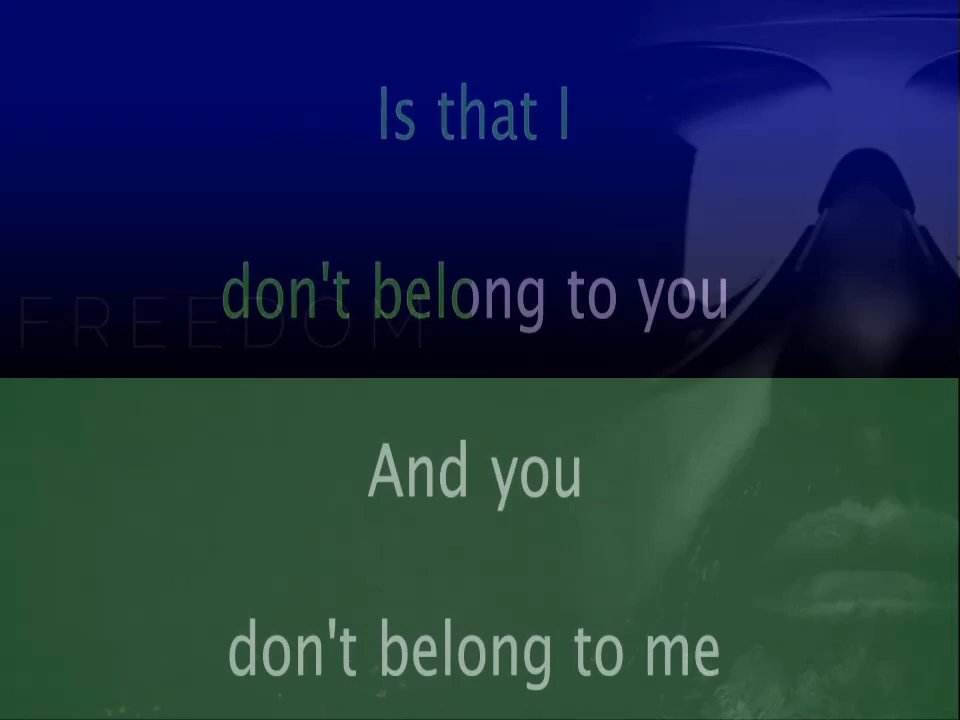 Is that I
don't belong to you
FREEDOM
And you
don't belong to me